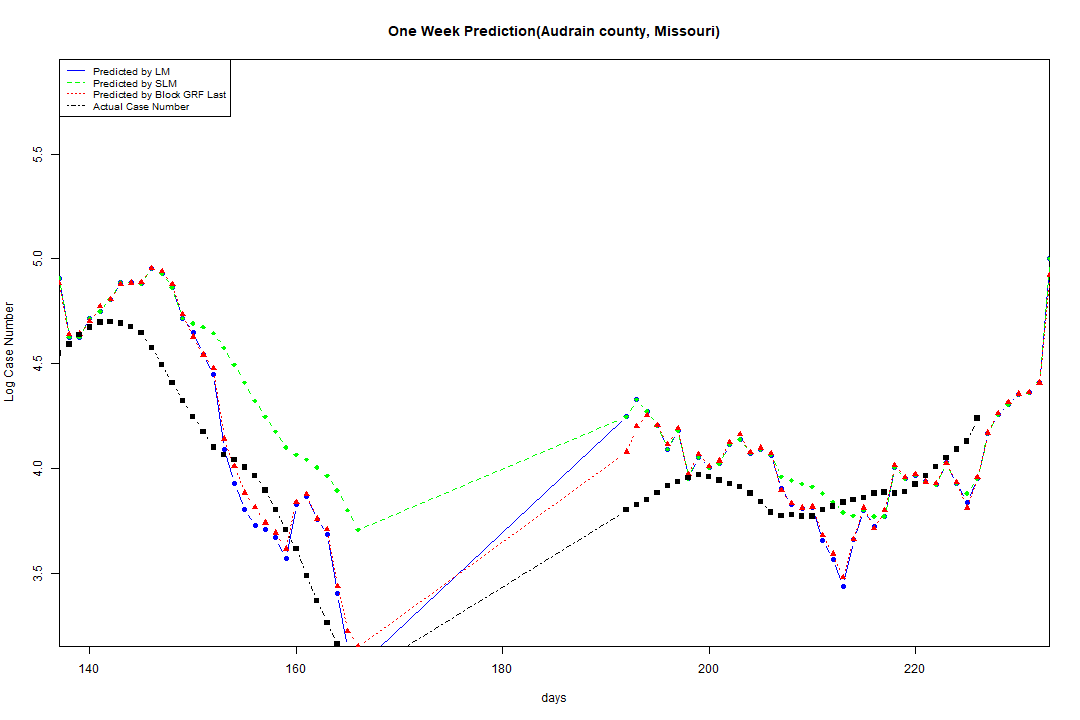 One Week Prediction(Audrain county, Missouri)
Predicted by LM
Predicted by SLM
Predicted by Block GRF Last
Actual Case Number
5.5
5.0
4.5
4.0
3.5
Log Case Number
140 160 180 200 220
days